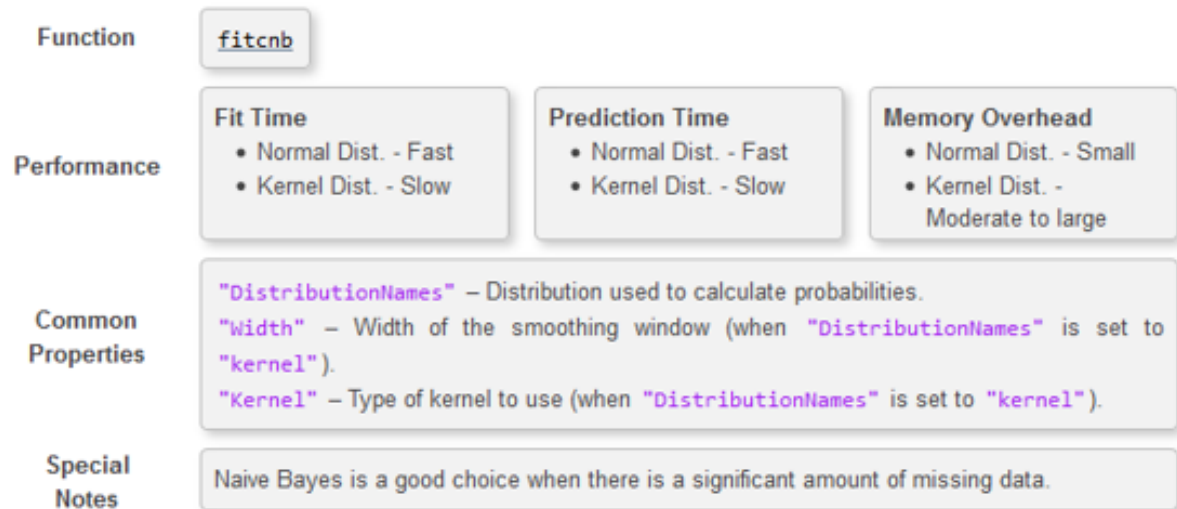 Function
fitcnb
Performance
Fit Time
• Normal Dist. - Fast
• Kernel Dist. - Slow
Prediction Time
• Normal Dist. - Fast
• Kernel Dist. - Slow
Memory Overhead
• Normal Dist. - Small
• Kernel Dist. -
Moderate to large
Common
Properties
"DistributionNames" – Distribution used to calculate probabilities.
"Width" – Width of the smoothing window (when "DistributionNames" is set to
"kernel").
"Kernel" – Type of kernel to use (when "DistributionNames" is set to "kernel").
Special
Notes
Naive Bayes is a good choice when there is a significant amount of missing data.